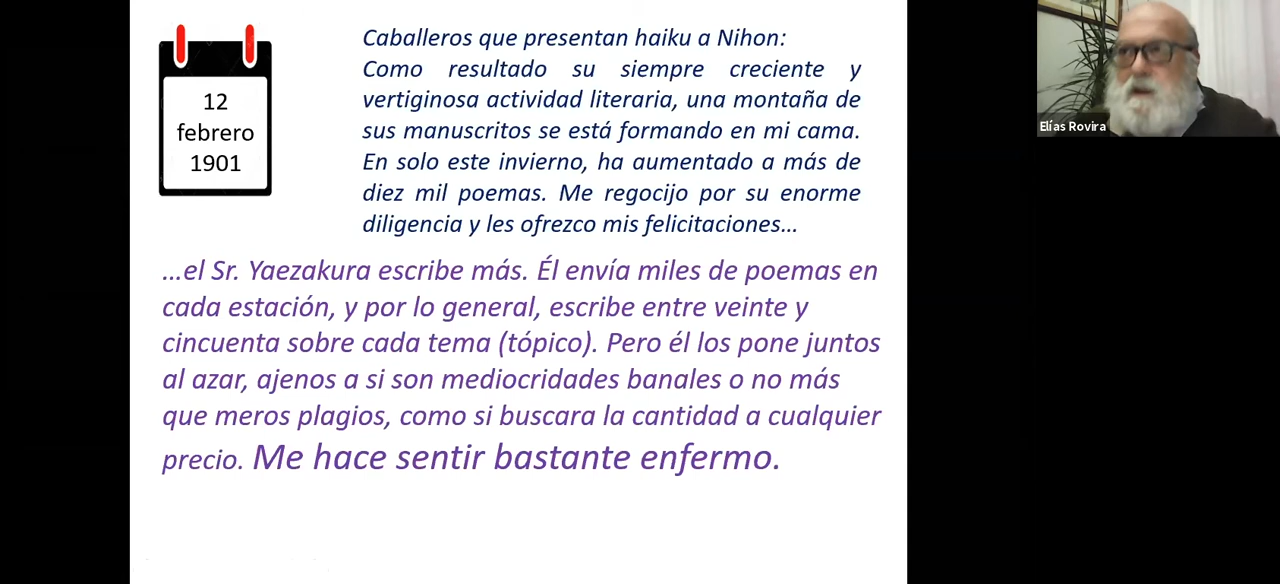 12
febrero
1901
Caballeros que presentan haiku a Nihon:
Como resultado su siempre creciente y
vertiginosa actividad literaria, una montaña de
sus manuscritos se está formando en mi cama.
En solo este invierno, ha aumentado a más de
diez mil poemas. Me regocijo por su enorme
diligencia y les ofrezco mis felicitaciones...
...el Sr. Yaezakura escribe más. Él envía miles de poemas en
cada estación, y por lo general, escribe entre veinte y
cincuenta sobre cada tema (tópico). Pero él los pone juntos
al azar, ajenos a si son mediocridades banales o no más
que meros plagios, como si buscara la cantidad a cualquier
precio. Me hace sentir bastante enfermo.
Elías Rovira